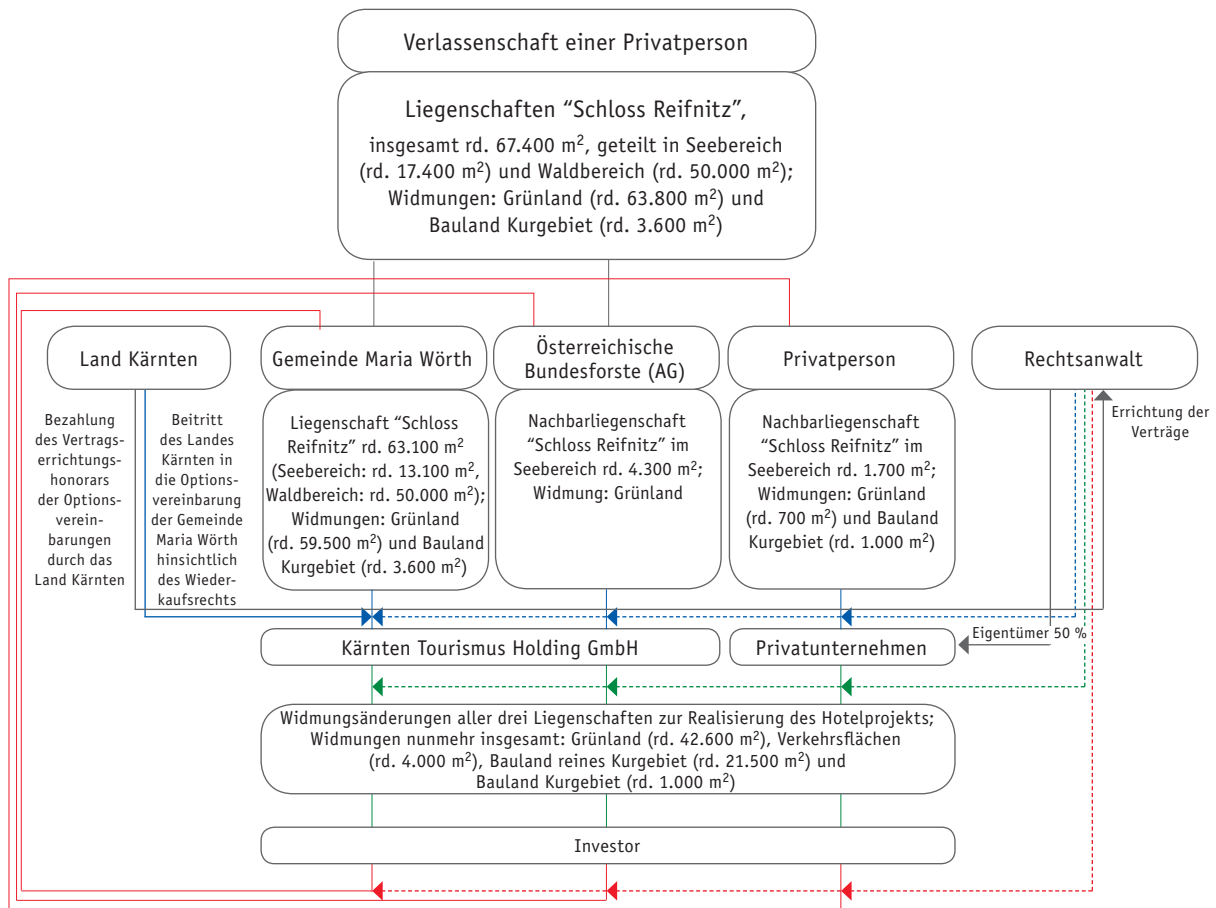 Verlassenschaft einer Privatperson
Liegenschaften “Schloss Reifnitz”,
insgesamt rd. 67.400 m², geteilt in Seebereich
(rd. 17.400 m²) und Waldbereich (rd. 50.000 m²);
Widmungen: Grünland (rd. 63.800 m²) und
Bauland Kurgebiet (rd. 3.600 m²)
Land Kärnten
Gemeinde Maria Wörth
Österreichische
Bundesforste (AG)
Privatperson
Rechtsanwalt
Bezahlung
des Vertrags-
errichtungs-
honorars
der Options-
verein-
barungen
durch das
Land Kärnten
Beitritt
des Landes
Kärnten in
die Options-
vereinbarung
der Gemeinde
Maria Wörth
hinsichtlich
des Wieder-
kaufsrechts
Liegenschaft “Schloss
Reifnitz” rd. 63.100 m²
(Seebereich: rd. 13.100 m²,
Waldbereich: rd. 50.000 m²);
Widmungen: Grünland
(rd. 59.500 m²) und Bauland
Kurgebiet (rd. 3.600 m²)
Nachbarliegenschaft
“Schloss Reifnitz” im
Seebereich rd. 4.300 m²;
Widmung: Grünland
Nachbarliegenschaft
“Schloss Reifnitz” im
Seebereich rd. 1.700 m²;
Widmungen: Grünland
(rd. 700 m²) und Bauland
Kurgebiet (rd. 1.000 m²)
Errichtung der
Verträge
Kärnten Tourismus Holding GmbH
Privatunternehmen
Eigentümer 50 %
Widmungsänderungen aller drei Liegenschaften zur Realisierung des Hotelprojekts;
Widmungen nunmehr insgesamt: Grünland (rd. 42.600 m²), Verkehrsflächen
(rd. 4.000 m²), Bauland reines Kurgebiet (rd. 21.500 m²) und
Bauland Kurgebiet (rd. 1.000 m²)
Investor